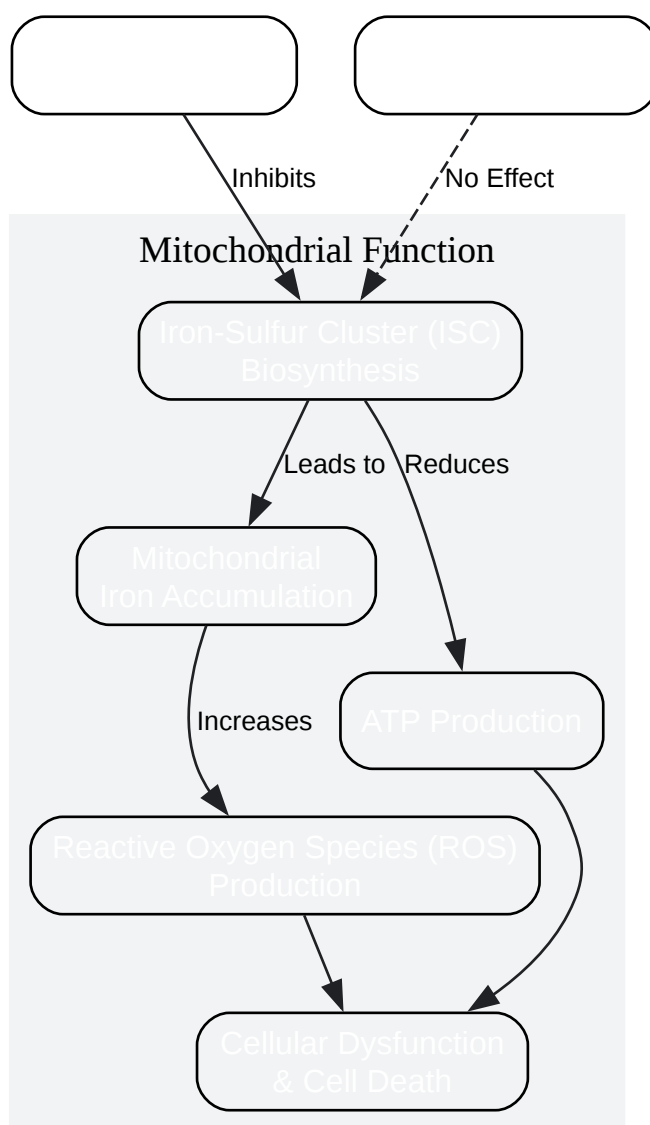 Inhibits
No Effect
Mitochondrial Function
Iron-Sulfur Cluster (ISC)
Biosynthesis
Leads to
Reduces
Mitochondrial
Iron Accumulation
Increases
ATP Production
Reactive Oxygen Species (ROS)
Production
Cellular Dysfunction
& Cell Death